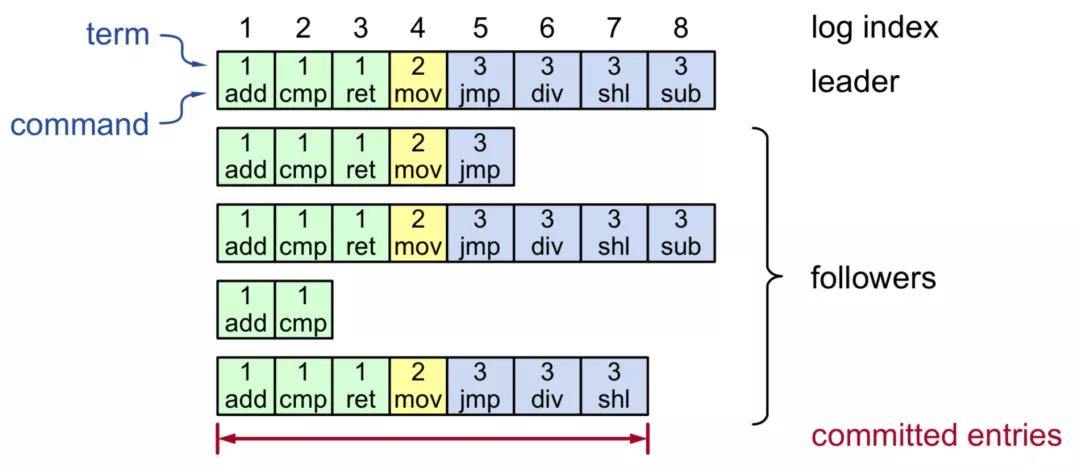 1 2 3 4 5 6 7 8 log index
term
1 1 1 2 3 3 3 3
leader
add cmp ret mov jmp div shl sub
command
1 1 1 2 3
add cmp ret mov jmp
1 1 1 2 3 3 3 3
add cmp ret mov jmp div shl sub
followers
1 1
add cmp
1 1 1 2 3 3 3
add cmp ret mov jmp div shl
committed entries